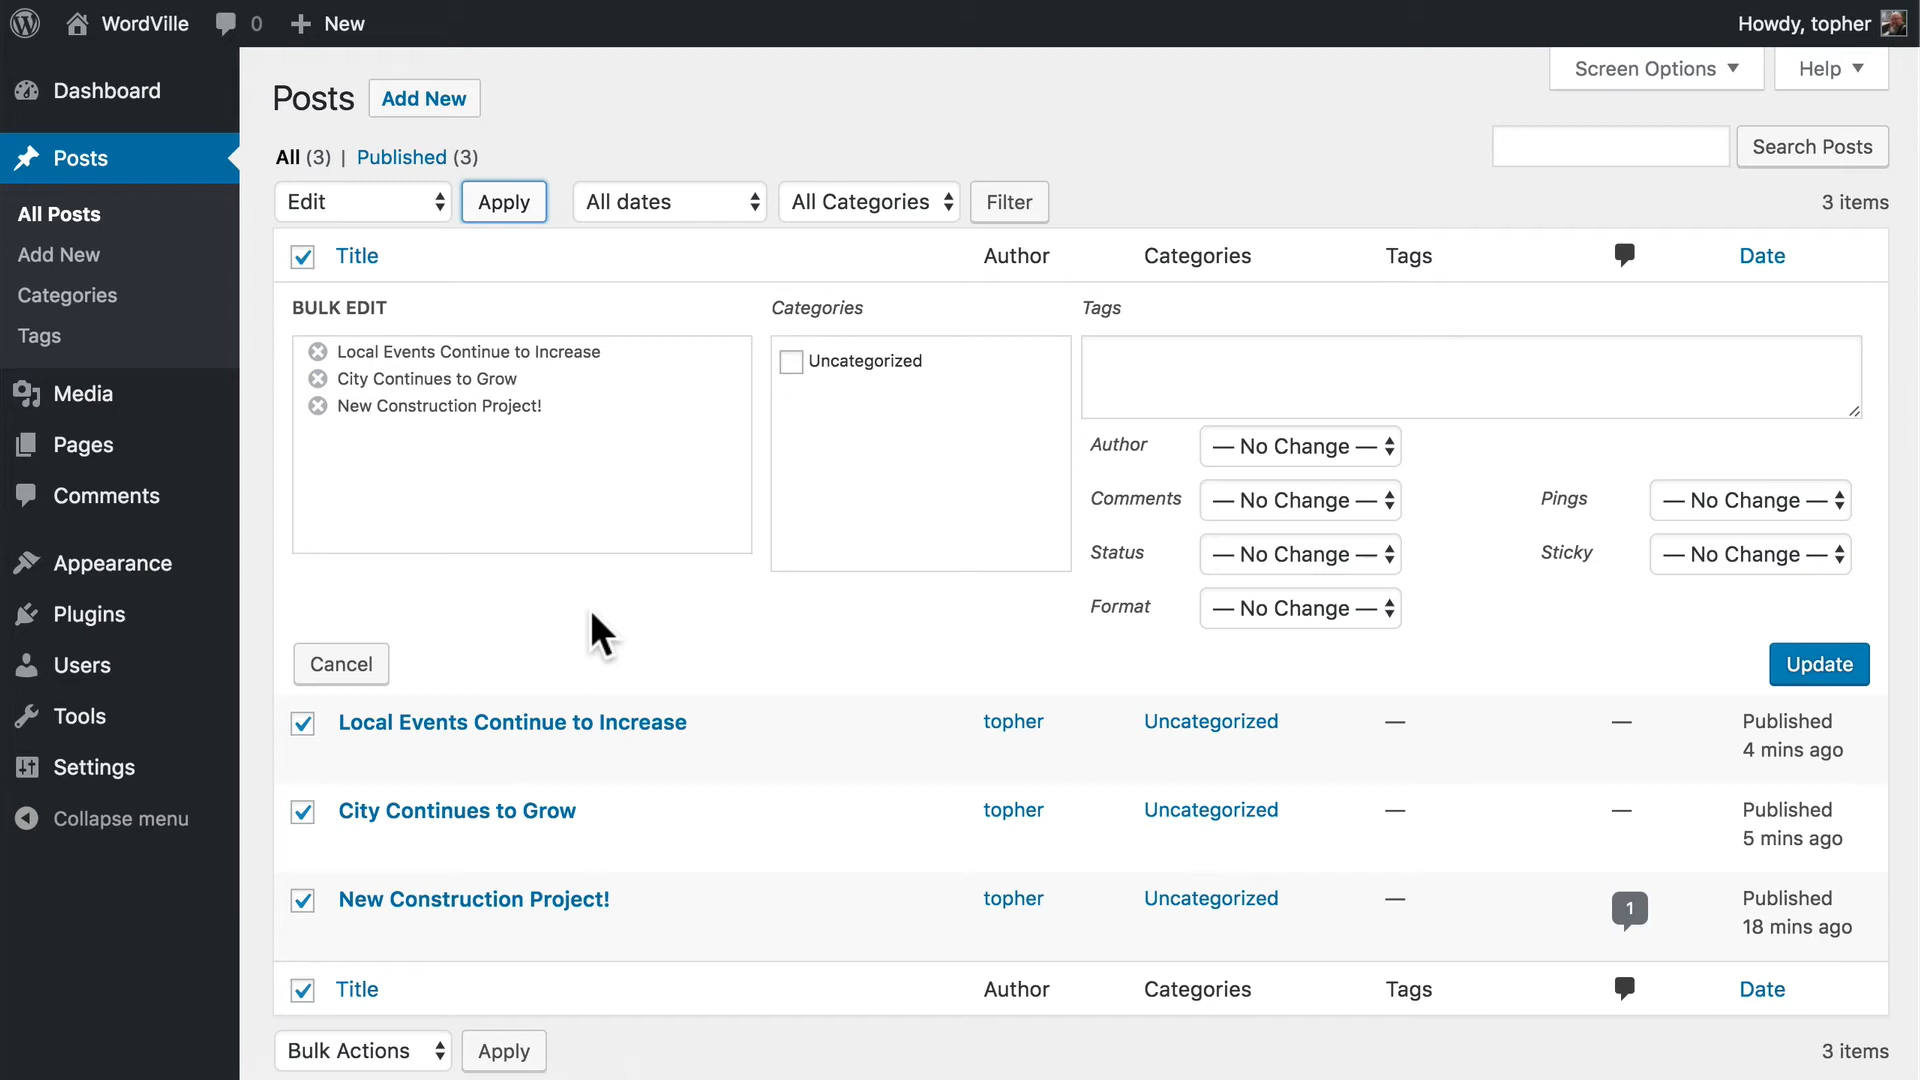 WordVille 0 New Howdy, topher
Screen Options Help
Dashboard
Posts
All Posts
Add New
Categories
Tags
Media
Pages
Comments
Appearance
Plugins
Users
Tools
Settings
Collapse menu
Posts Add New
All (3) | Published (3)
Search Posts
Edit Apply All dates All Categories Filter 3 items
Title Author Categories Tags Date
BULK EDIT Categories Tags
Local Events Continue to Increase
City Continues to Grow
New Construction Project!
Uncategorized
Author — No Change —
Comments — No Change — Pings — No Change —
Status — No Change — Sticky — No Change —
Format — No Change —
Cancel Update
Local Events Continue to Increase topher Uncategorized — — Published
4 mins ago
City Continues to Grow topher Uncategorized — — Published
5 mins ago
New Construction Project! topher Uncategorized — 1 Published
18 mins ago
Title Author Categories Tags Date
Bulk Actions Apply 3 items